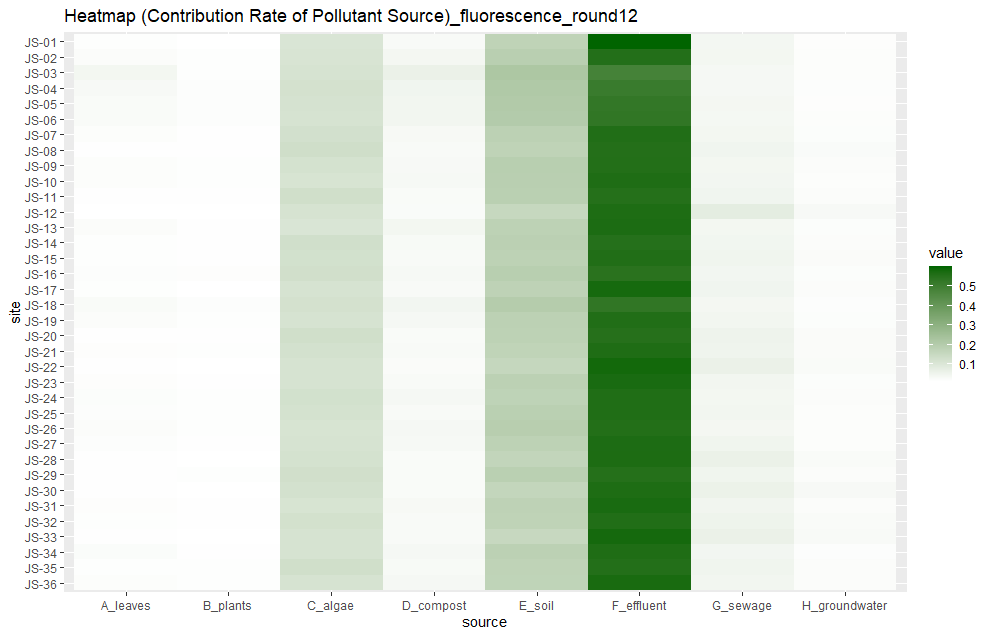 Heatmap (Contribution Rate of Pollutant Source)_fluorescence_round12
JS-01
JS-02
JS-03
JS-04
JS-05
JS-06
JS-07
JS-08
JS-09
JS-10
JS-11
JS-12
JS-13
JS-14
JS-15
JS-16
JS-17
JS-18
JS-19
JS-20
JS-21
JS-22
JS-23
JS-24
JS-25
JS-26
JS-27
JS-28
JS-29
JS-30
JS-31
JS-32
JS-33
JS-34
JS-35
JS-36
site
A_leaves B_plants C_algae D_compost E_soil F_effluent G_sewage H_groundwater
source
value
0.5
0.4
0.3
0.2
0.1